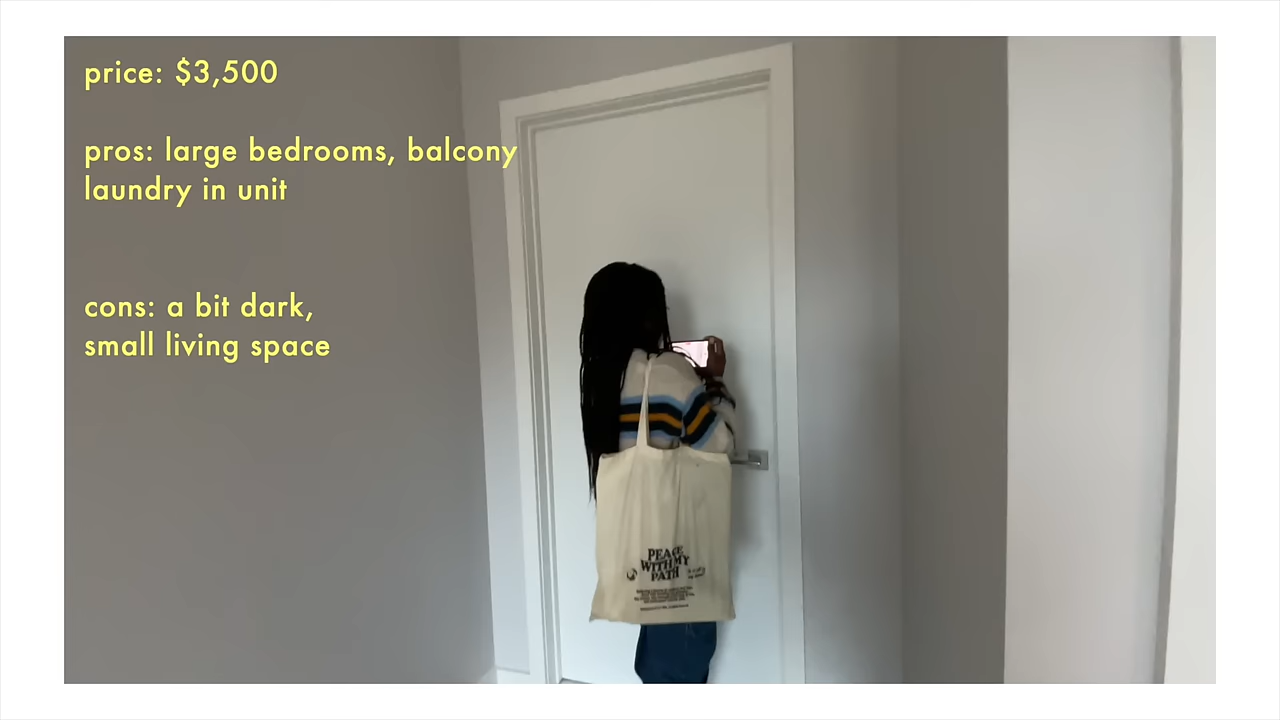 price: $3,500
pros: large bedrooms, balcony
laundry in unit
cons: a bit dark,
small living space
PEACE
WITH MY
PATH